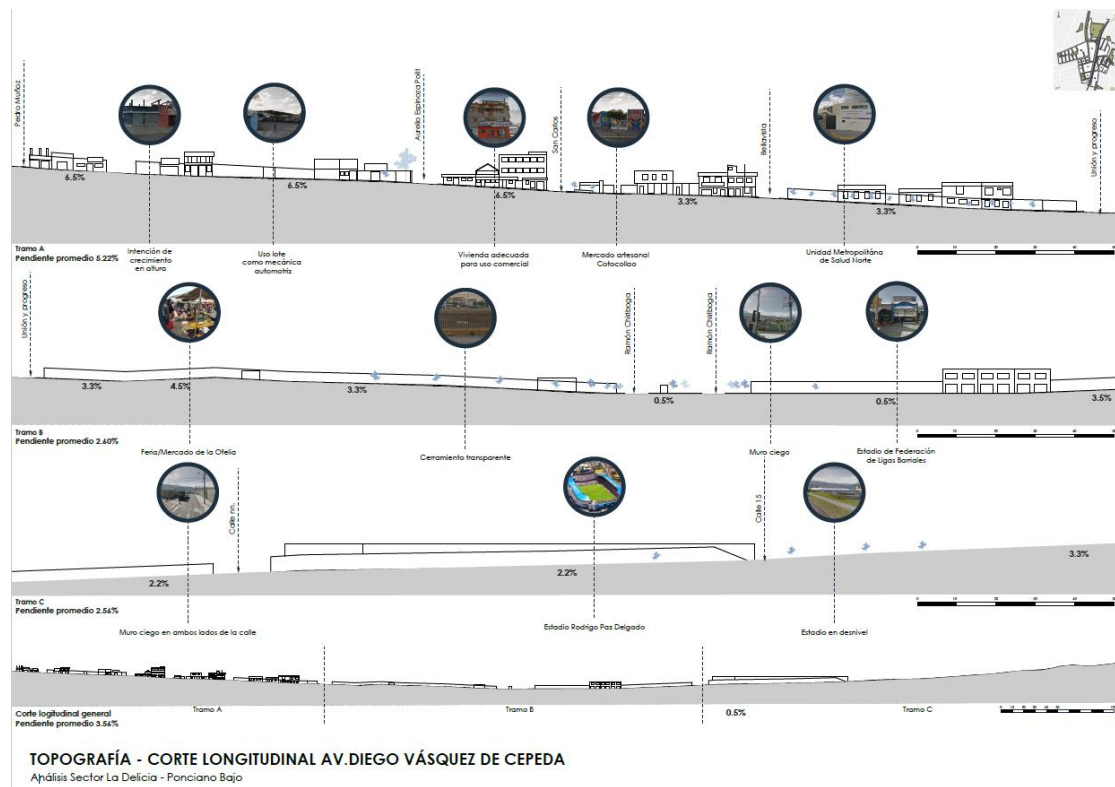 Pedro Muñoz
Aurelio Espinoza Polit
San Carlos
Bellavista
Unión y progreso
6.5%
6.5%
6.5%
3.3%
3.3%
Tramo A
Pendiente promedio 5.22%
Intención de
crecimiento
en altura
Uso lote
como mecánica
automotriz
Vivienda adecuada
para uso comercial
Mercado artesanal
Cotocollao
Unidad Metropolitána
de Salud Norte
Unión y progreso
Ramón Chiriboga
Ramón Chiriboga
3.3%
4.5%
3.3%
0.5%
0.5%
3.5%
Tramo B
Pendiente promedio 2.60%
Feria/Mercado de la Ofelia
Cerramiento transparente
Muro ciego
Estadio de Federación
de Ligas Barriales
Calle nn.
Calle 15
2.2%
2.2%
3.3%
Tramo C
Pendiente promedio 2.56%
Muro ciego en ambos lados de la calle
Estadio Rodrigo Paz Delgado
Estadio en desnivel
Corte logitudinal general
Pendiente promedio 3.56%
Tramo A
Tramo B
0.5%
Tramo C
TOPOGRAFÍA - CORTE LONGITUDINAL AV.DIEGO VÁSQUEZ DE CEPEDA
Análisis Sector La Delicia - Ponciano Bajo